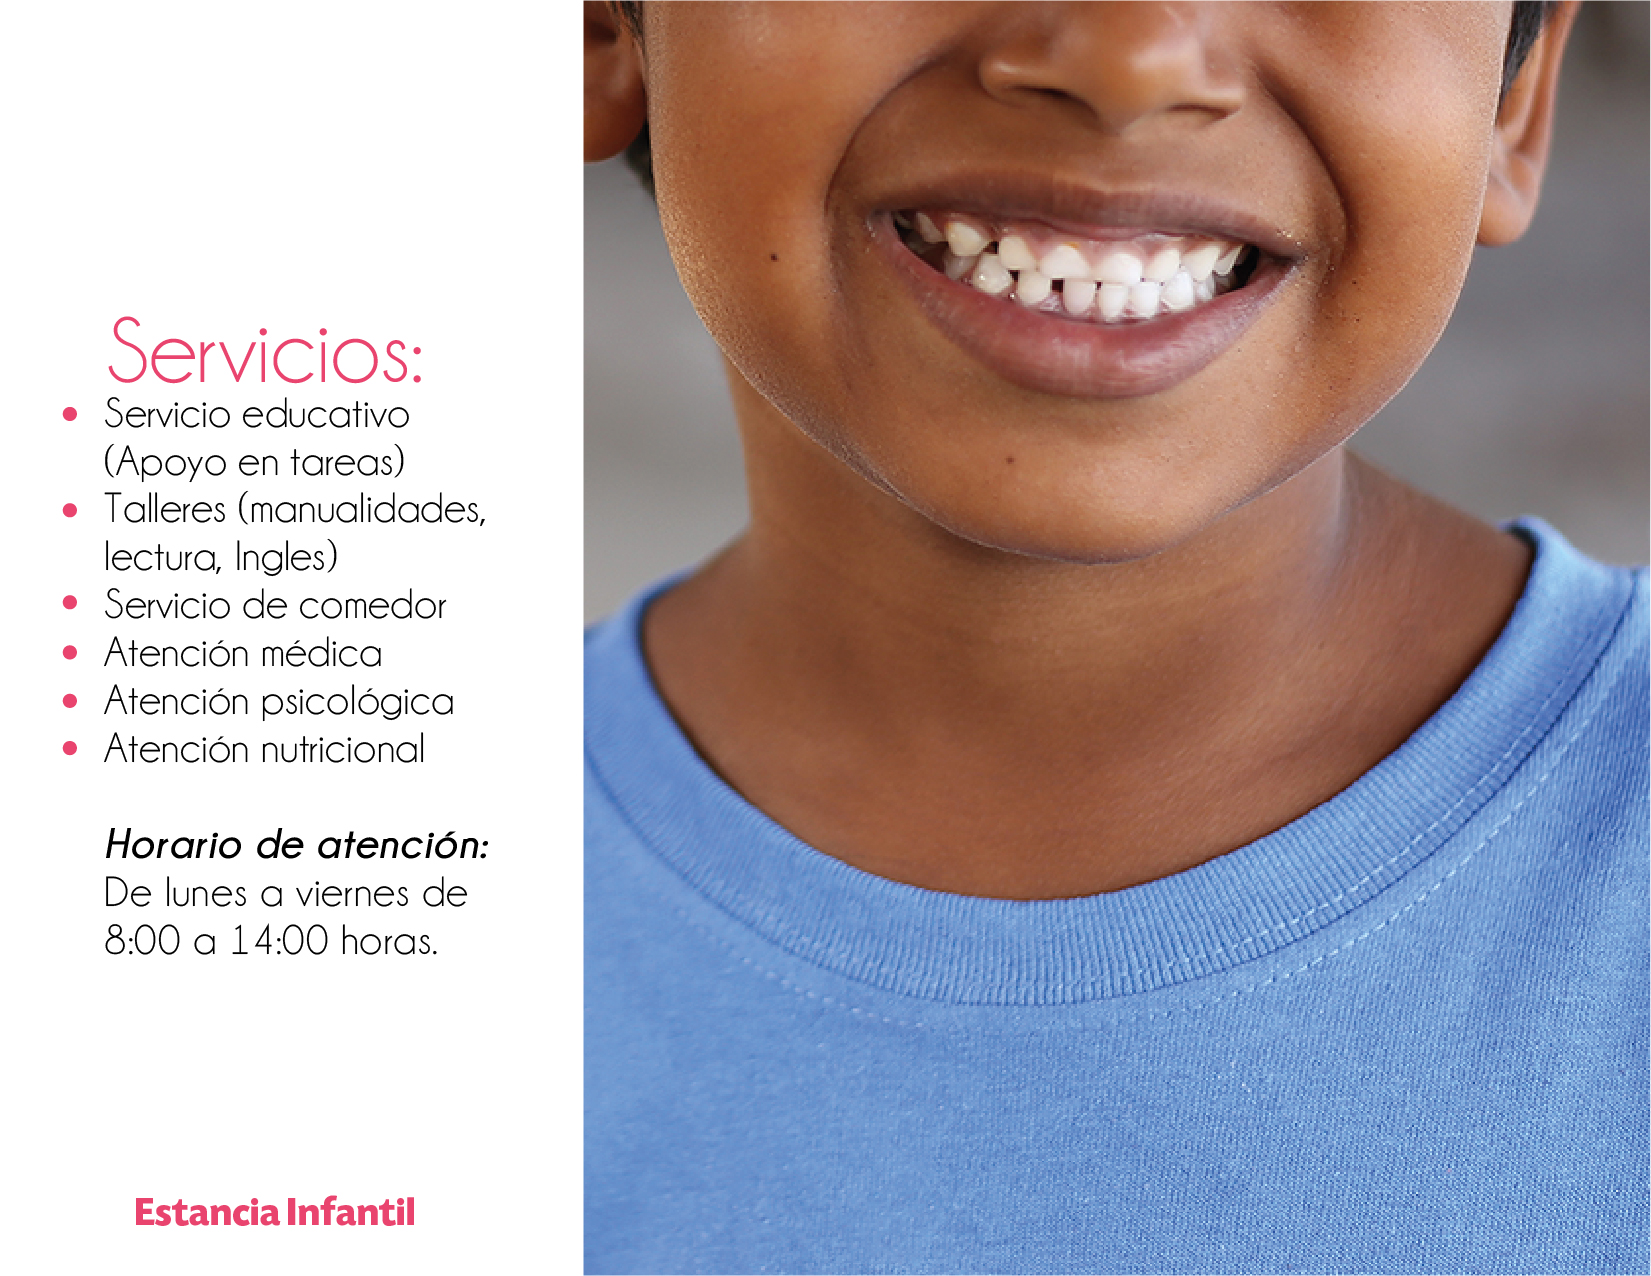 Servicios:
• Servicio educativo
(Apoyo en tareas)
• Talleres (manualidades,
lectura, Ingles)
• Servicio de comedor
• Atención médica
• Atención psicológica
• Atención nutricional
Horario de atención:
De lunes a viernes de
8:00 a 14:00 horas.
Estancia Infantil